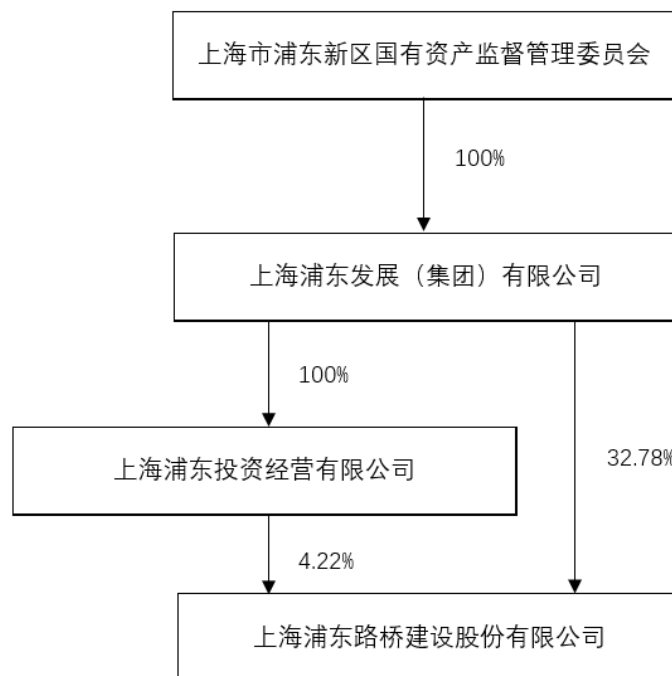 上海市浦东新区国有资产监督管理委员会
100%
上海浦东发展（集团）有限公司
100%
上海浦东投资经营有限公司
32.78%
4.22%
上海浦东路桥建设股份有限公司